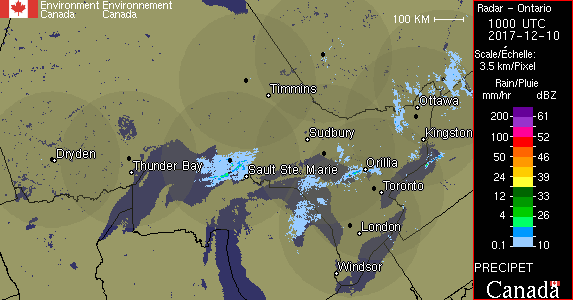 Environment Environnement
Canada Canada
100 KM
Timmins
Ottawa
Sudbury
Kingston
Dryden
Thunder Bay
Sault Ste. Marie
Orillia
Toronto
London
Windsor
Radar - Ontario
1000 UTC
2017-12-10
Scale/Échelle:
3.5 km/Pixel
Rain/Pluie
mm/hr dBZ
200 61
100 52
50 46
24 39
12 33
4 26
0.1 10
PRECIPET
Canada